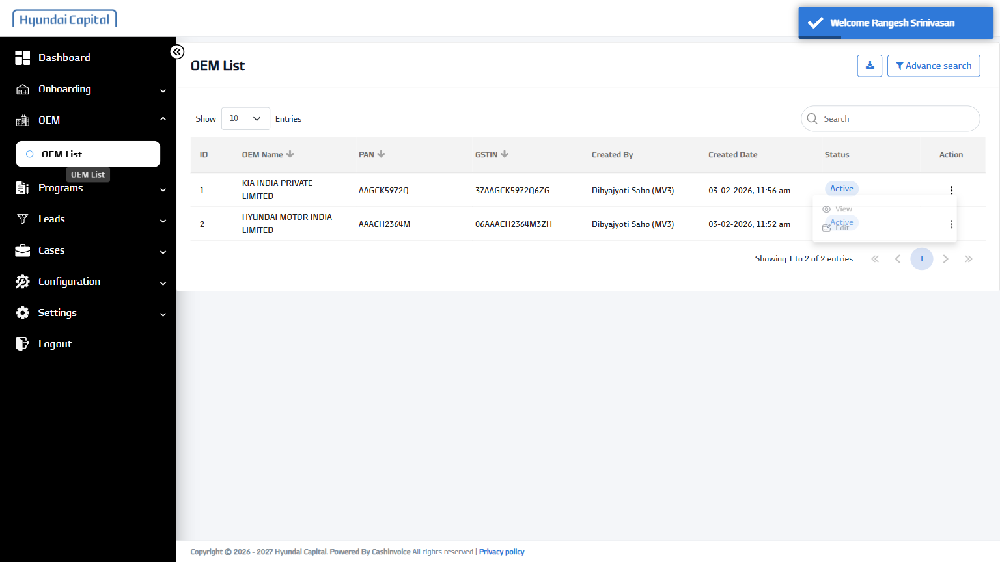 Hyundai Capital
Welcome Rangesh Srinivasan
Dashboard
Onboarding
OEM
OEM List
OEM List
Programs
Leads
Cases
Configuration
Settings
Logout
OEM List
Advance search
Show 10 Entries
Search
ID OEM Name PAN GSTIN Created By Created Date Status Action
1 KIA INDIA PRIVATE LIMITED AAGCK5972Q 37AAGCK5972Q6ZG Dibyajyoti Saho (MV3) 03-02-2026, 11:56 am Active
View
Edit
2 HYUNDAI MOTOR INDIA LIMITED AAACH2364M 06AAACH2364M3ZH Dibyajyoti Saho (MV3) 03-02-2026, 11:52 am Active
Showing 1 to 2 of 2 entries 1
Copyright © 2026 - 2027 Hyundai Capital. Powered By Cashinvoice All rights reserved | Privacy policy